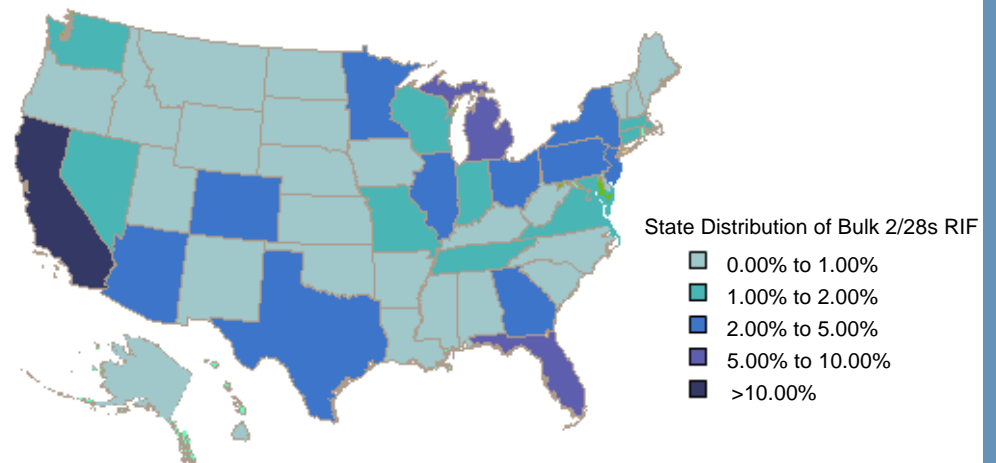 State Distribution of Bulk 2/28s RIF
0.00% to 1.00%
1.00% to 2.00%
2.00% to 5.00%
5.00% to 10.00%
>10.00%